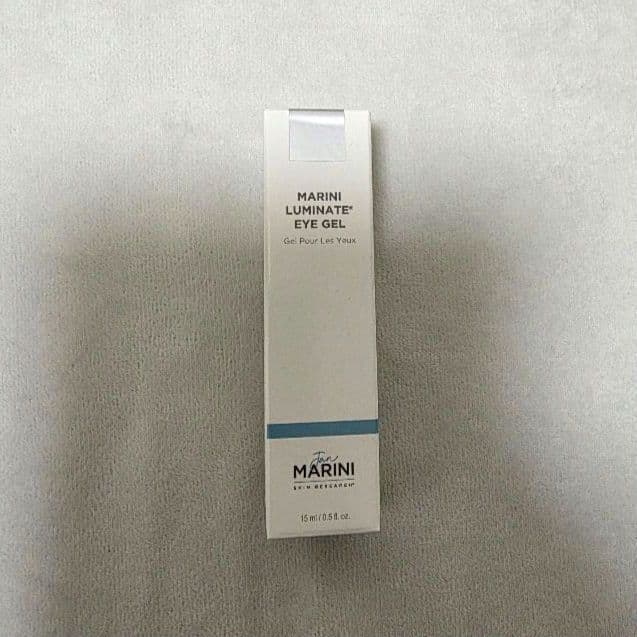 MARINI
LUMINATE®
EYE GEL
Gel Pour Les Yeux
Jan
MARINI
SKIN RESEARCH®
15 ml / 0.5 fl. oz.